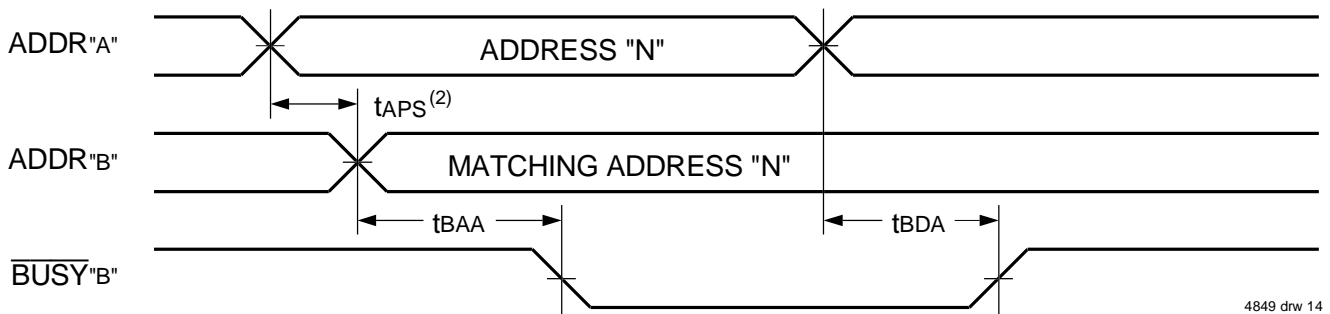 ADDR"A"
ADDRESS "N"
tAPS(2)
ADDR"B"
MATCHING ADDRESS "N"
tBAA
tBDA
BUSY"B"
4849 drw 14